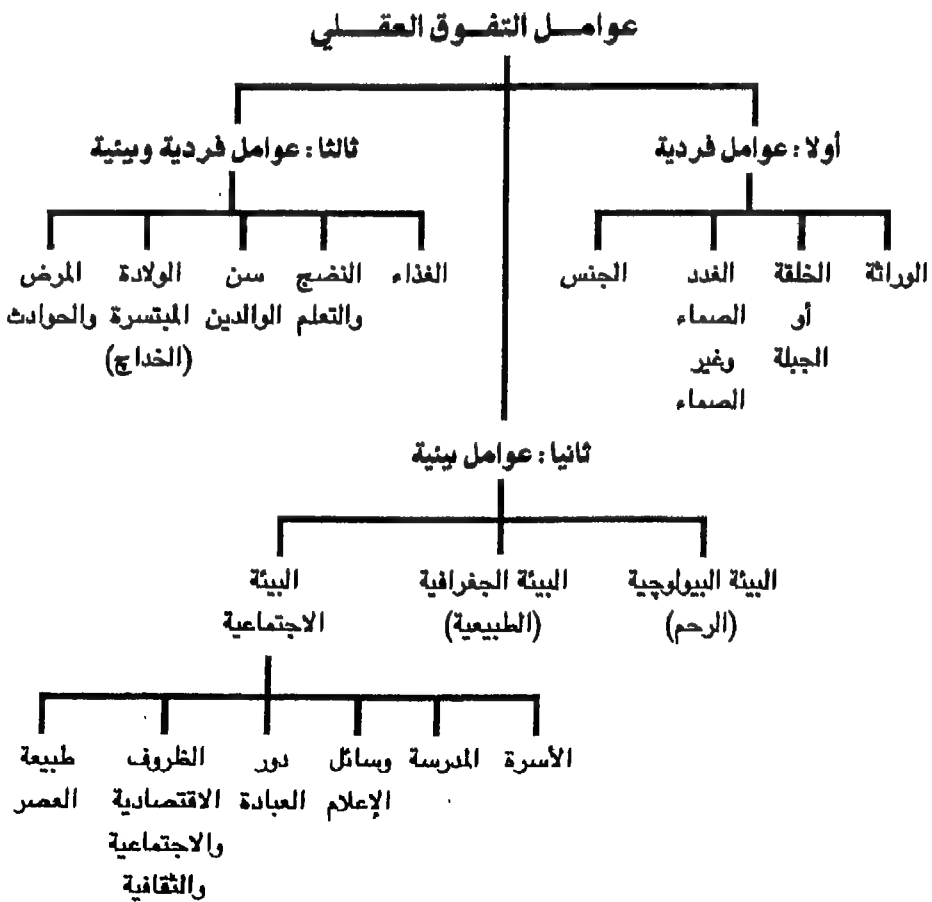 عوامل التفوق العقلي
أولا : عوامل فردية
ثالثا : عوامل فردية وبيئية
الوراثة
الخلقة
أو
الجبلة
الغدد
الصماء
وغير
الصماء
الجنس
الغذاء
النضج
والتعلم
سن
الوالدين
الولادة
المبتسرة
(الخداج)
المرض
والحوادث
ثانيا : عوامل بيئية
البيئة البيولوجية
(الرحم)
البيئة الجغرافية
(الطبيعية)
البيئة
الاجتماعية
الأسرة
المدرسة
وسائل
الإعلام
دور
العبادة
الظروف
الاقتصادية
والاجتماعية
والثقافية
طبيعة
العصر